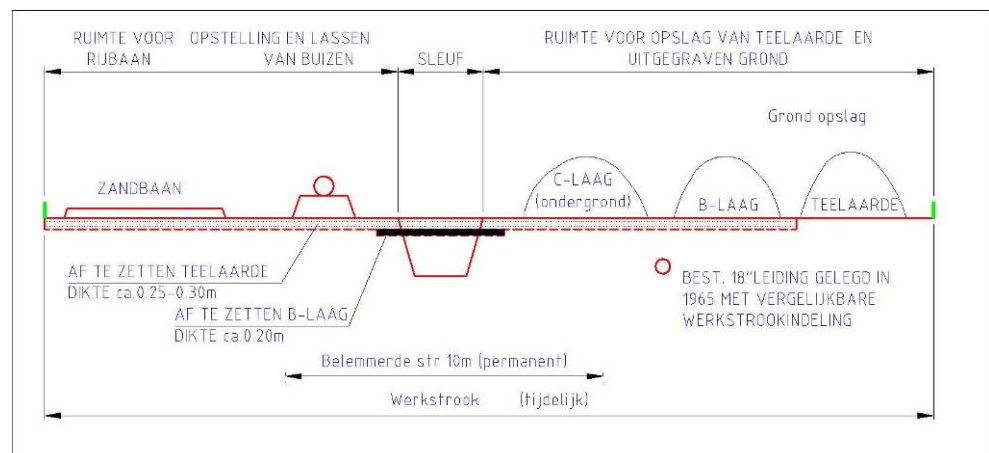 RUIMTE VOOR OPSTELLING EN LASSEN
RIJBAAN VAN BUIZEN
SLEUF
RUIMTE VOOR OPSLAG VAN TEELAARDE EN
UITGEGRAVEN GROND
Grond opslag
ZANDBAAN
C-LAAG
(ondergrond)
B-LAAG
TEELAARDE
AF TE ZETTEN TEELAARDE
DIKTE ca.0.25-0.30m
AF TE ZETTEN B-LAAG
DIKTE ca.0.20m
BEST. 18"LEIDING GELEGD IN
1965 MET VERGELIJKBARE
WERKSTROOKINDELING
Belemmerde str 10m (permanent)
Werkstrook (tijdelijk)